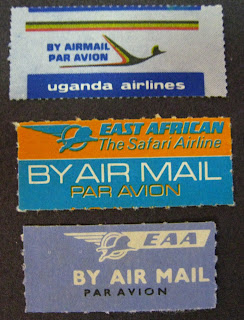 BY AIRMAIL
PAR AVION
uganda airlines
EAST AFRICAN
The Safari Airline
BY AIR MAIL
PAR AVION
EAA
BY AIR MAIL
PAR AVION